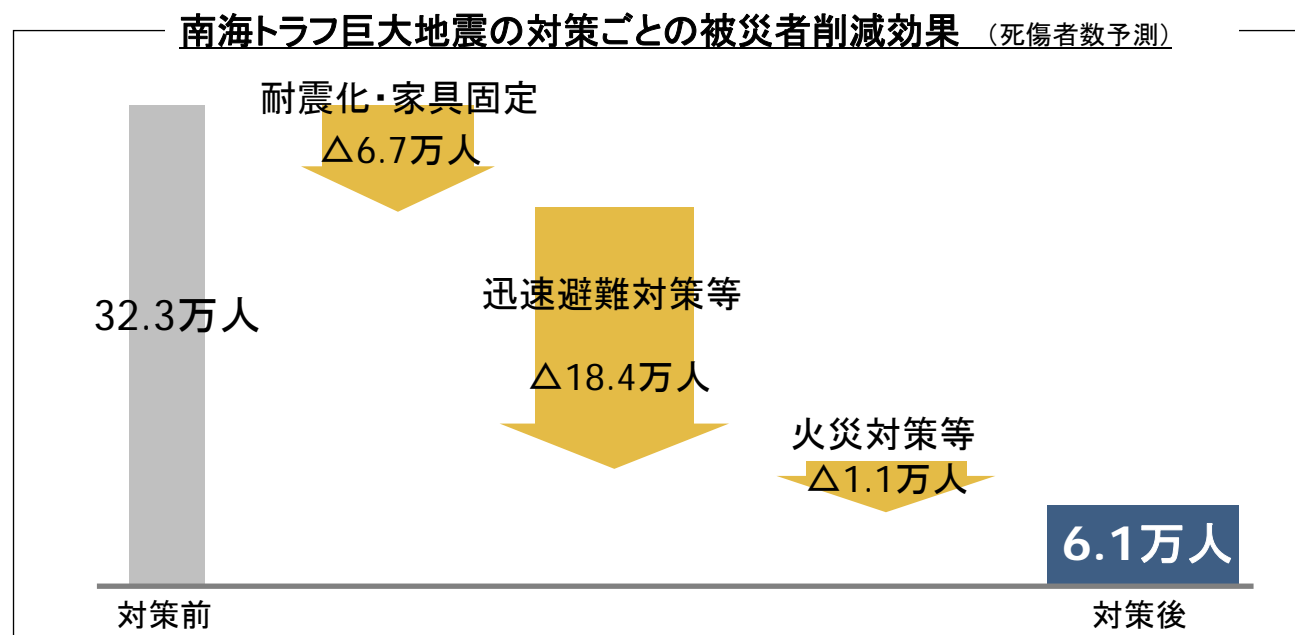 南海トラフ巨大地震の対策ごとの被災者削減効果 （死傷者数予測）
耐震化・家具固定
△6.7万人
32.3万人
迅速避難対策等
△18.4万人
火災対策等
△1.1万人
6.1万人
対策前
対策後